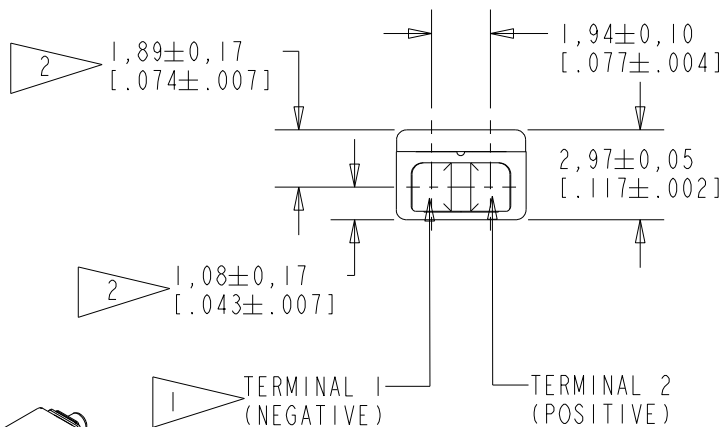 2
1,89±0,17
[.074±.007]
1,94±0,10
[.077±.004]
2,97±0,05
[.117±.002]
2
1,08±0,17
[.043±.007]
1
TERMINAL 1
(NEGATIVE)
TERMINAL 2
(POSITIVE)